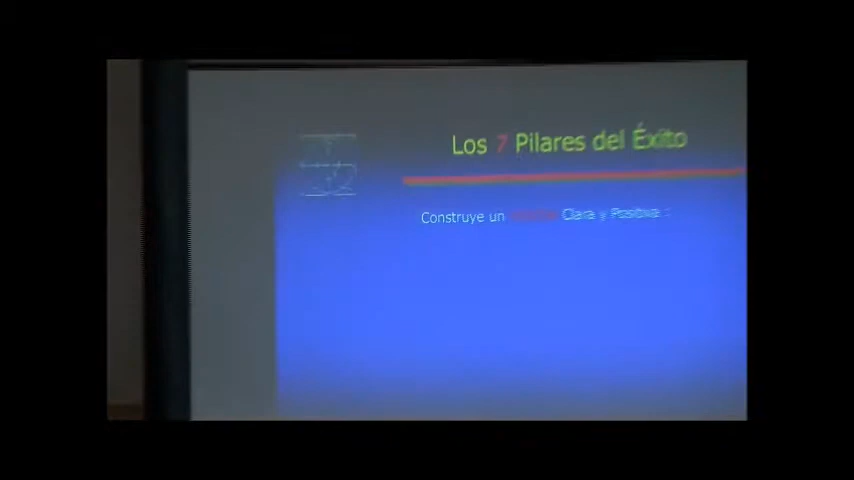 Los 7 Pilares del Éxito
Construye un Clara y Positiva :